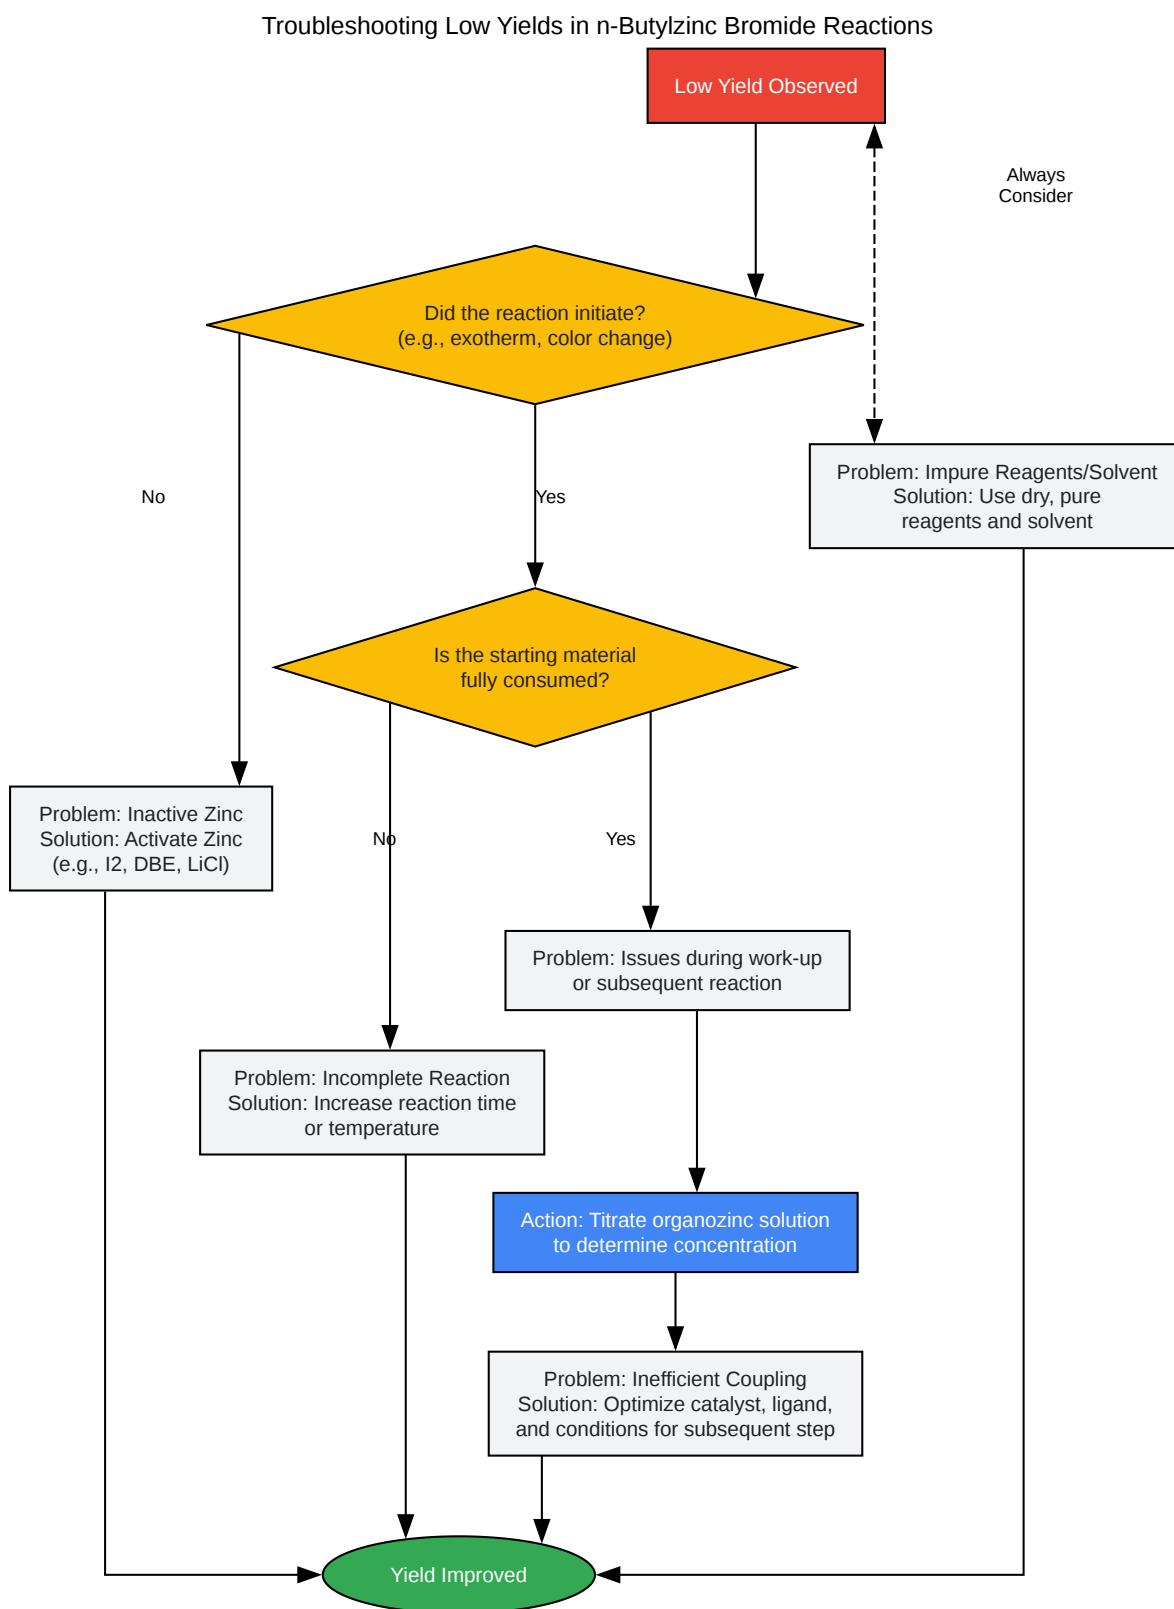 Troubleshooting Low Yields in n-Butylzinc Bromide Reactions
Low Yield Observed
Always
Consider
Did the reaction initiate?
(e.g., exotherm, color change)
No
Yes
Problem: Impure Reagents/Solvent
Solution: Use dry, pure
reagents and solvent
Is the starting material
fully consumed?
Problem: Inactive Zinc
Solution: Activate Zinc
(e.g., I2, DBE, LiCl)
No
Yes
Problem: Issues during work-up
or subsequent reaction
Problem: Incomplete Reaction
Solution: Increase reaction time
or temperature
Action: Titrate organozinc solution
to determine concentration
Problem: Inefficient Coupling
Solution: Optimize catalyst, ligand,
and conditions for subsequent step
Yield Improved